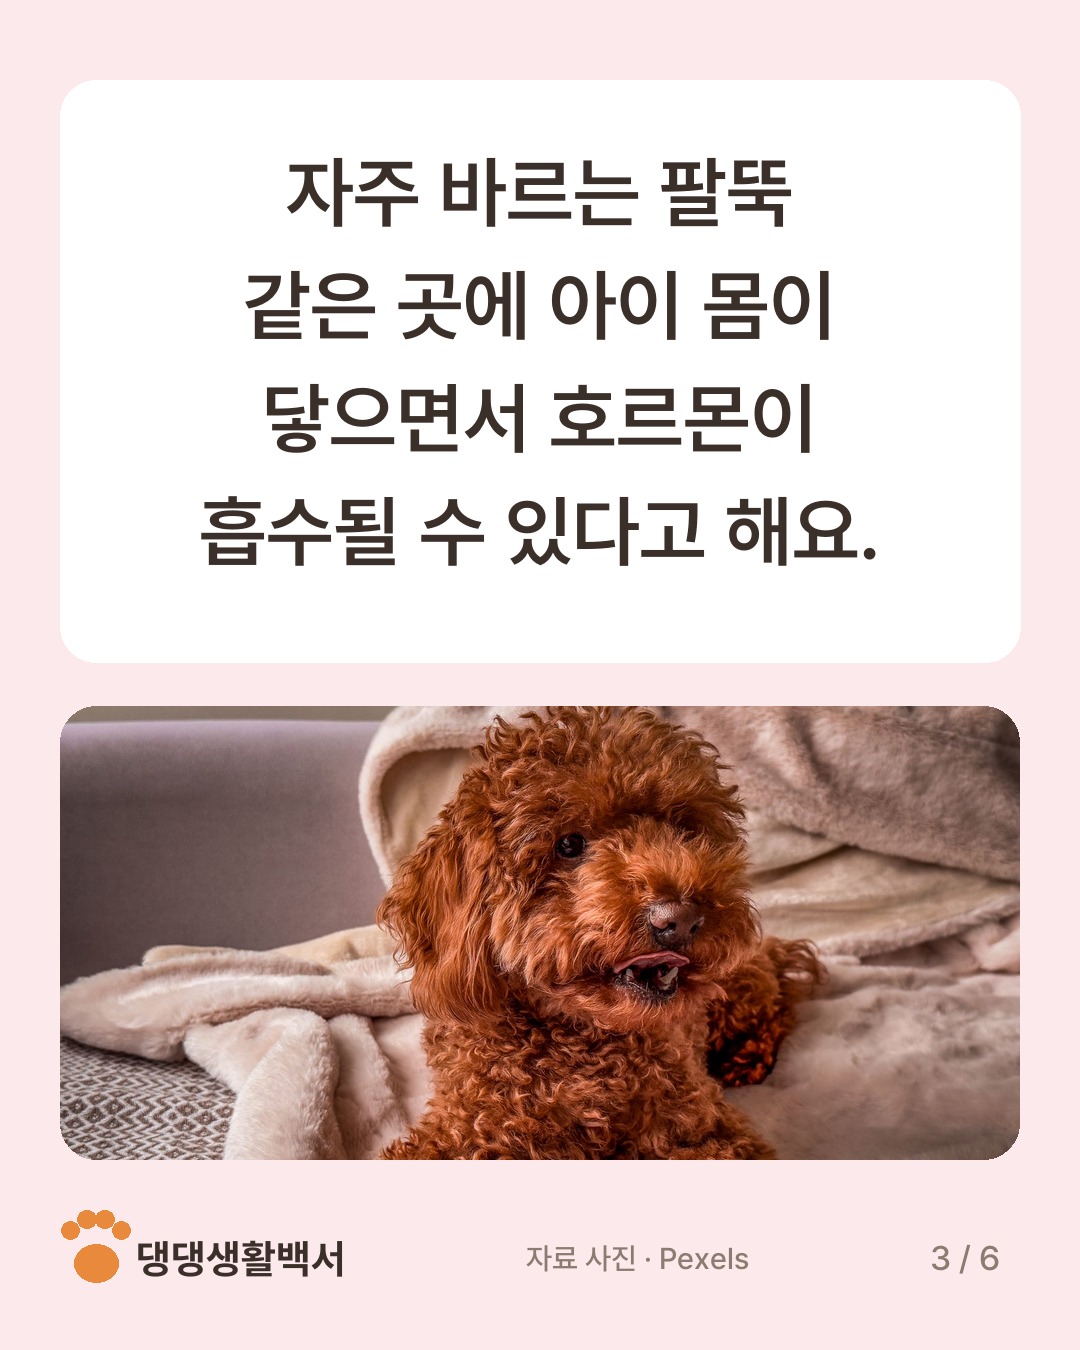 자주 바르는 팔뚝
같은 곳에 아이 몸이
닿으면서 호르몬이
흡수될 수 있다고 해요.
댕댕생활백서
자료 사진 · Pexels
3 / 6